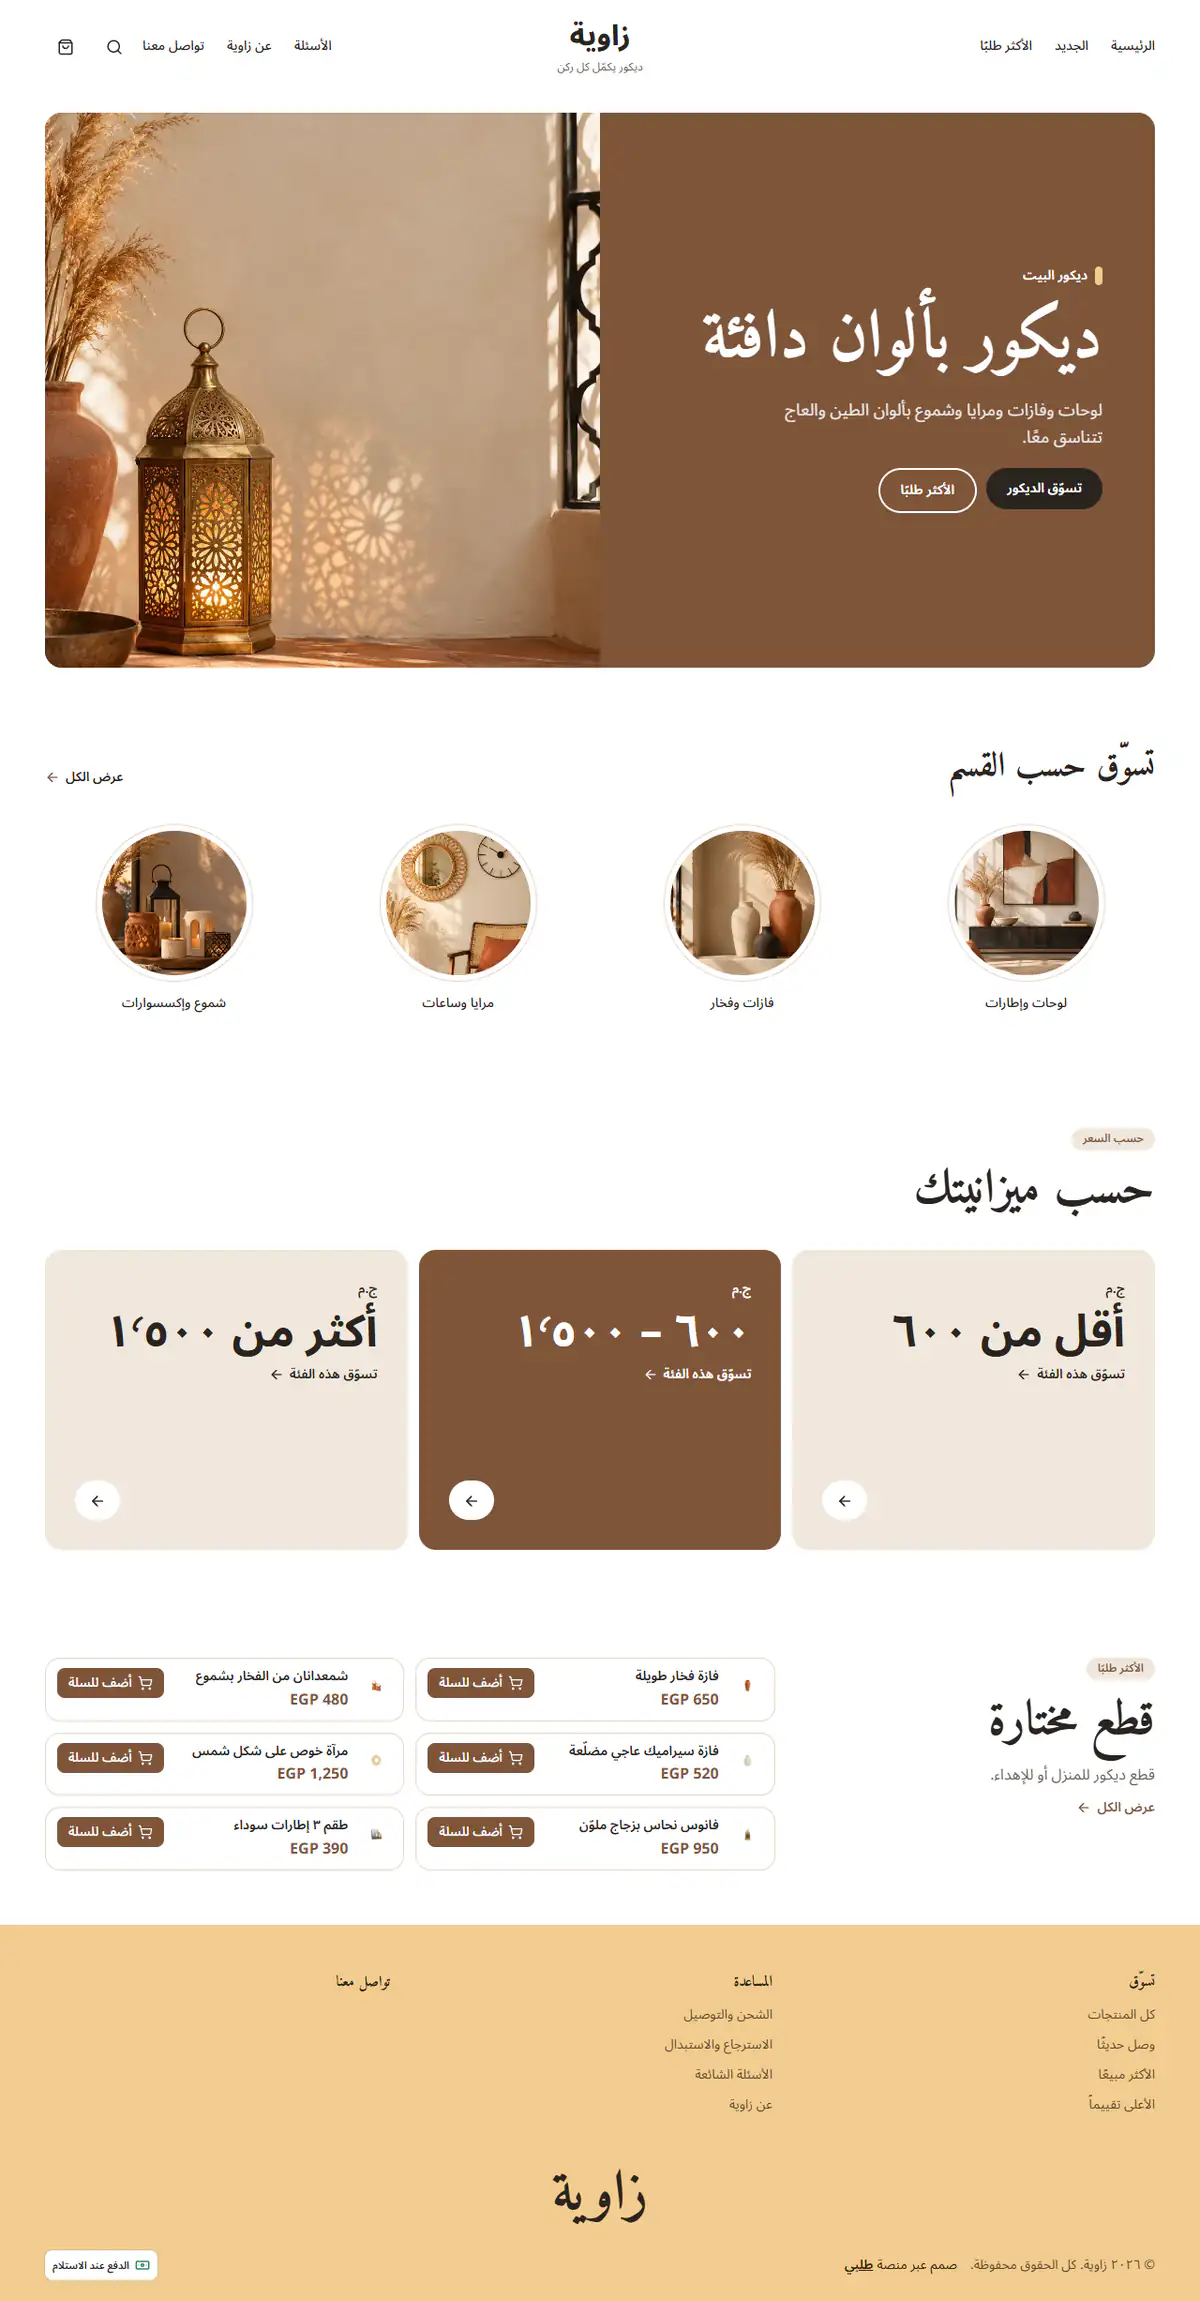 الرئيسية
الجديد
الأكثر طلبًا
زاوية
ديكور يكمّل كل ركن
الأسئلة
عن زاوية
تواصل معنا
ديكور البيت
ديكور بألوان دافئة
لوحات وفازات ومرايا وشموع بألوان الطين والعاج
تتناسق معًا.
تسوّق الديكور
الأكثر طلبًا
تسوّق حسب القسم
عرض الكل
لوحات وإطارات
فازات وفخار
مرايا وساعات
شموع وإكسسوارات
حسب السعر
حسب ميزانيتك
ج.م
أقل من ٦٠٠
تسوّق هذه الفئة
ج.م
٦٠٠ – ١٬٥٠٠
تسوّق هذه الفئة
ج.م
أكثر من ١٬٥٠٠
تسوّق هذه الفئة
الأكثر طلبًا
قطع مختارة
قطع ديكور للمنزل أو للإهداء.
عرض الكل
فازة فخار طويلة
EGP 650
أضف للسلة
شمعدانان من الفخار بشموع
EGP 480
أضف للسلة
فازة سيراميك عاجي مضلّعة
EGP 520
أضف للسلة
مرآة خوص على شكل شمس
EGP 1,250
أضف للسلة
فانوس نحاس بزجاج ملوّن
EGP 950
أضف للسلة
طقم ٣ إطارات سوداء
EGP 390
أضف للسلة
تسوّق
كل المنتجات
وصل حديثًا
الأكثر مبيعًا
الأعلى تقييماً
المساعدة
الشحن والتوصيل
الاسترجاع والاستبدال
الأسئلة الشائعة
عن زاوية
تواصل معنا
زاوية
© ٢٠٢٦ زاوية. كل الحقوق محفوظة.
صمم عبر منصة طلبي
الدفع عند الاستلام